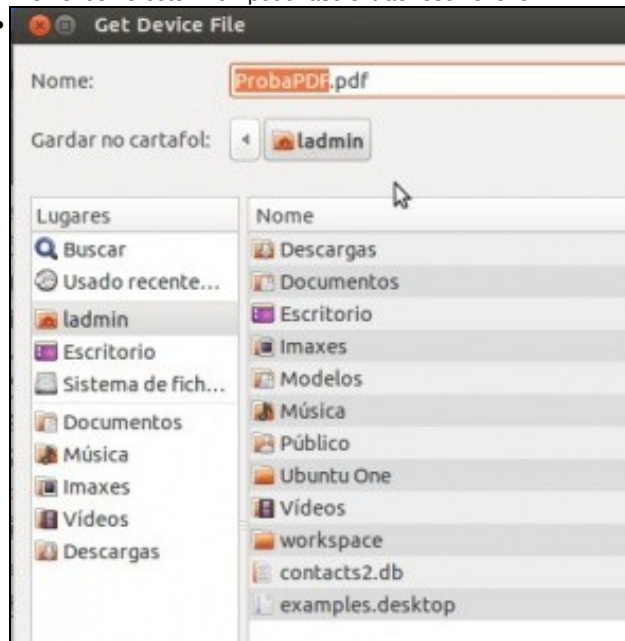 Get Device File
Nome:
ProbaPDF.pdf
Gardar no cartafol:
ladmin
Lugares
Buscar
Usado recente...
ladmin
Escritorio
Sistema de fich...
Documentos
Música
Imaxes
Vídeos
Descargas
Nome
Descargas
Documentos
Escritorio
Imaxes
Modelos
Música
Público
Ubuntu One
Vídeos
workspace
contacts2.db
examples.desktop